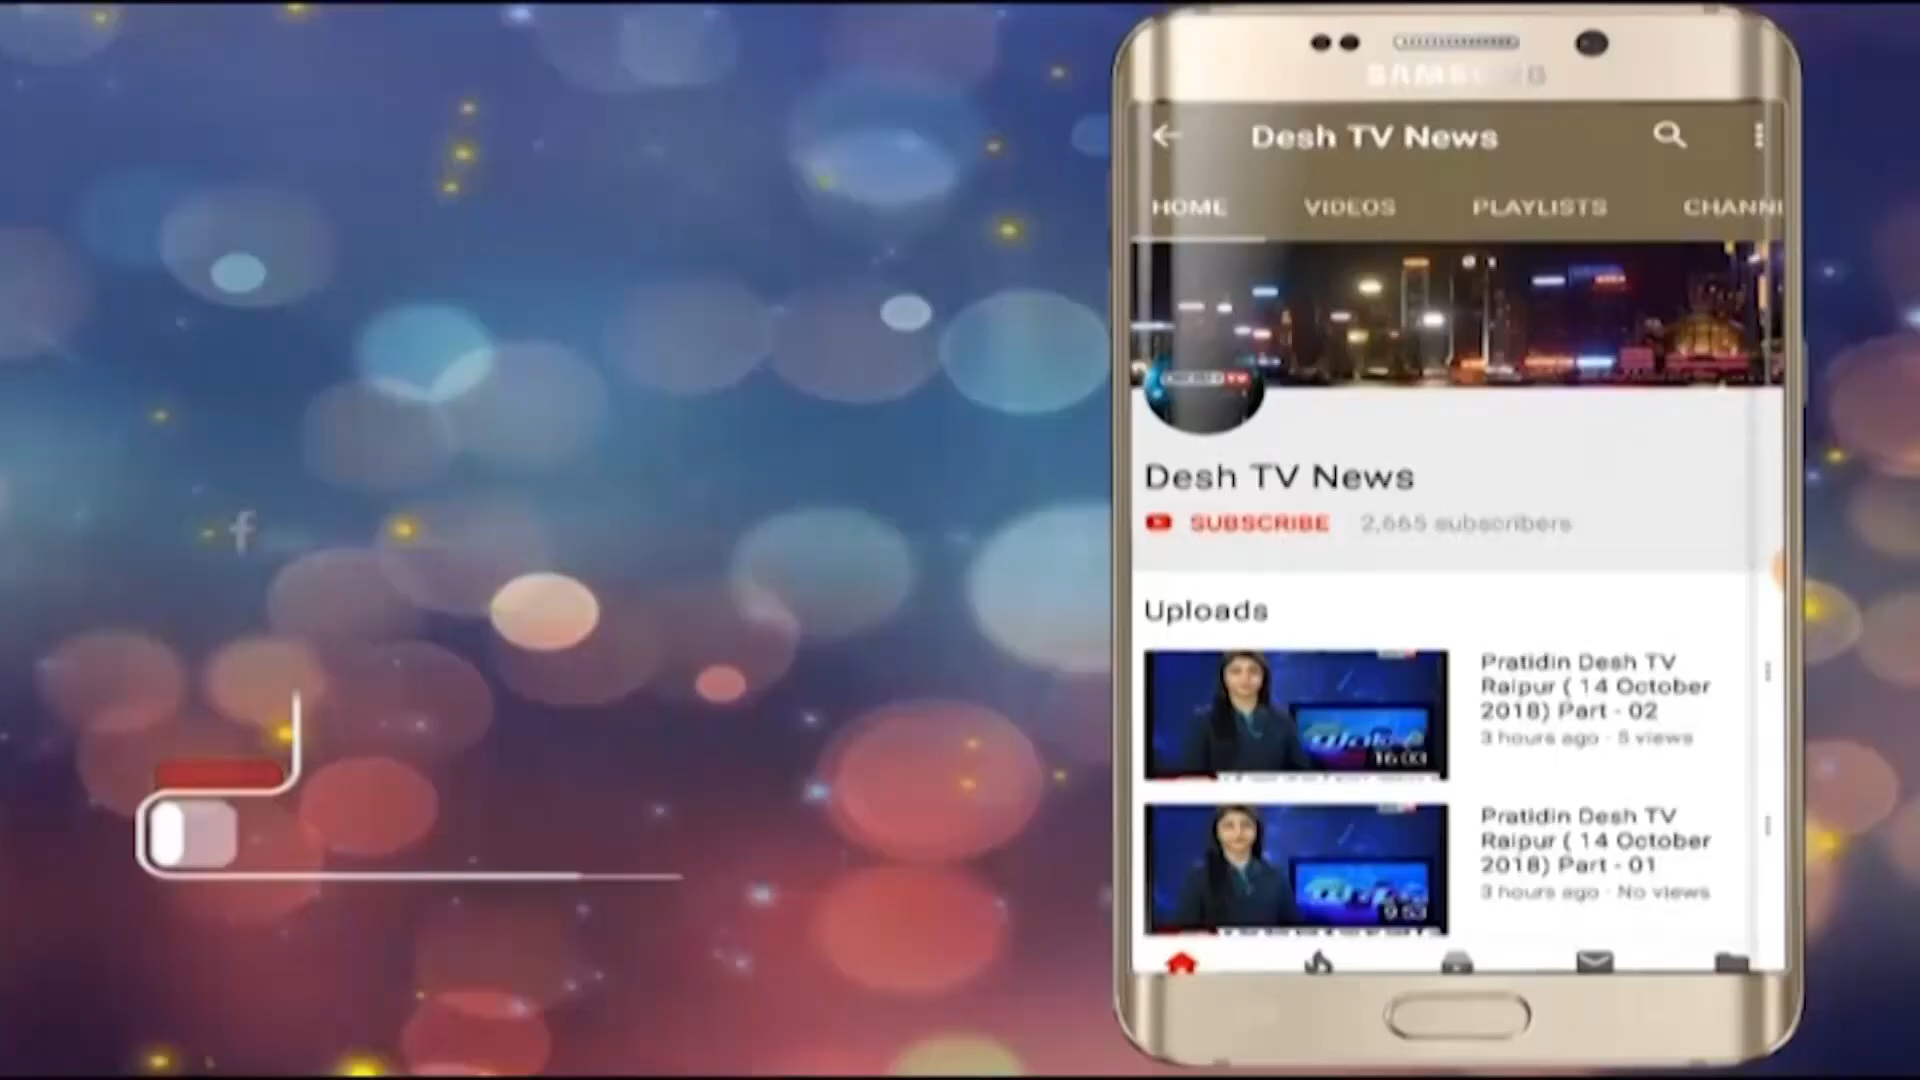 SAMSUNG
Desh TV News
HOME VIDEOS PLAYLISTS CHANN
Desh TV News
SUBSCRIBE 2,665 subscribers
Uploads
Pratidin Desh TV
Raipur ( 14 October
2018) Part - 02
3 hours ago · 5 views
16:03
Pratidin Desh TV
Raipur ( 14 October
2018) Part - 01
3 hours ago · No views
9:53
f